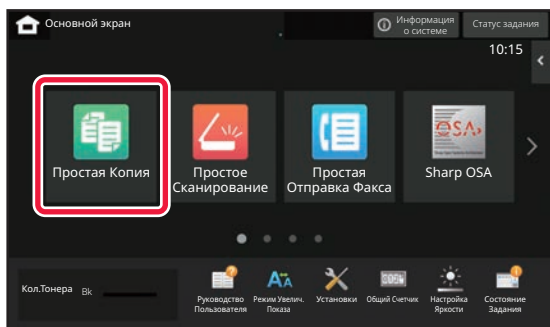 Основной экран
Информация
о системе
Статус задания
10:15
OSA
Простая Копия
Простое
Сканирование
Простая
Отправка Факса
Sharp OSA
Кол.Тонера Bk
Руководство
Пользователя
Режим Увелич.
Показа
Установки
Общий Счетчик
Настройка
Яркости
Состояние
Задания